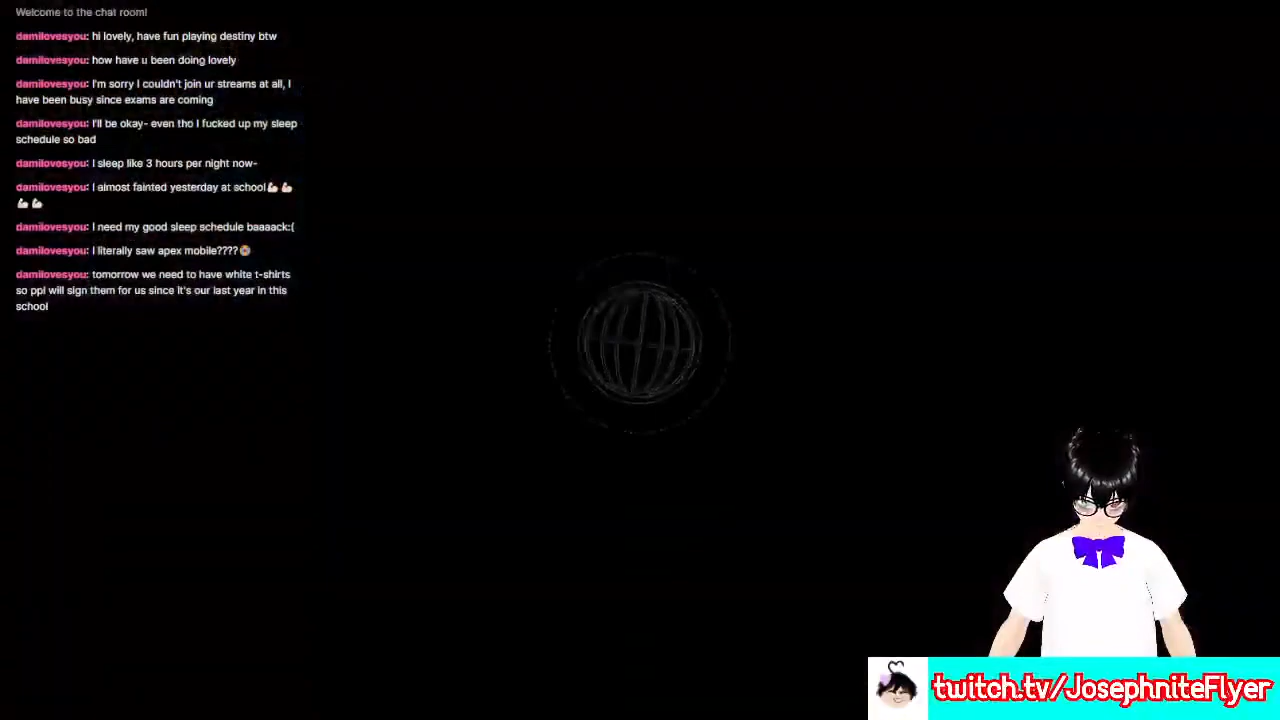 Welcome to the chat room!
damilovesyou: hi lovely, have fun playing destiny btw
damilovesyou: how have u been doing lovely
damilovesyou: I'm sorry I couldn't join ur streams at all, I
have been busy since exams are coming
damilovesyou: I'll be okay- even tho I fucked up my sleep
schedule so bad
damilovesyou: I sleep like 3 hours per night now-
damilovesyou: I almost fainted yesterday at school💪🏻💪🏻
💪🏻💪🏻
damilovesyou: I need my good sleep schedule baaack:(
damilovesyou: I literally saw apex mobile????
damilovesyou: tomorrow we need to have white t-shirts
so ppl will sign them for us since it's our last year in this
school
twitch.tv/JosephniteFlyer